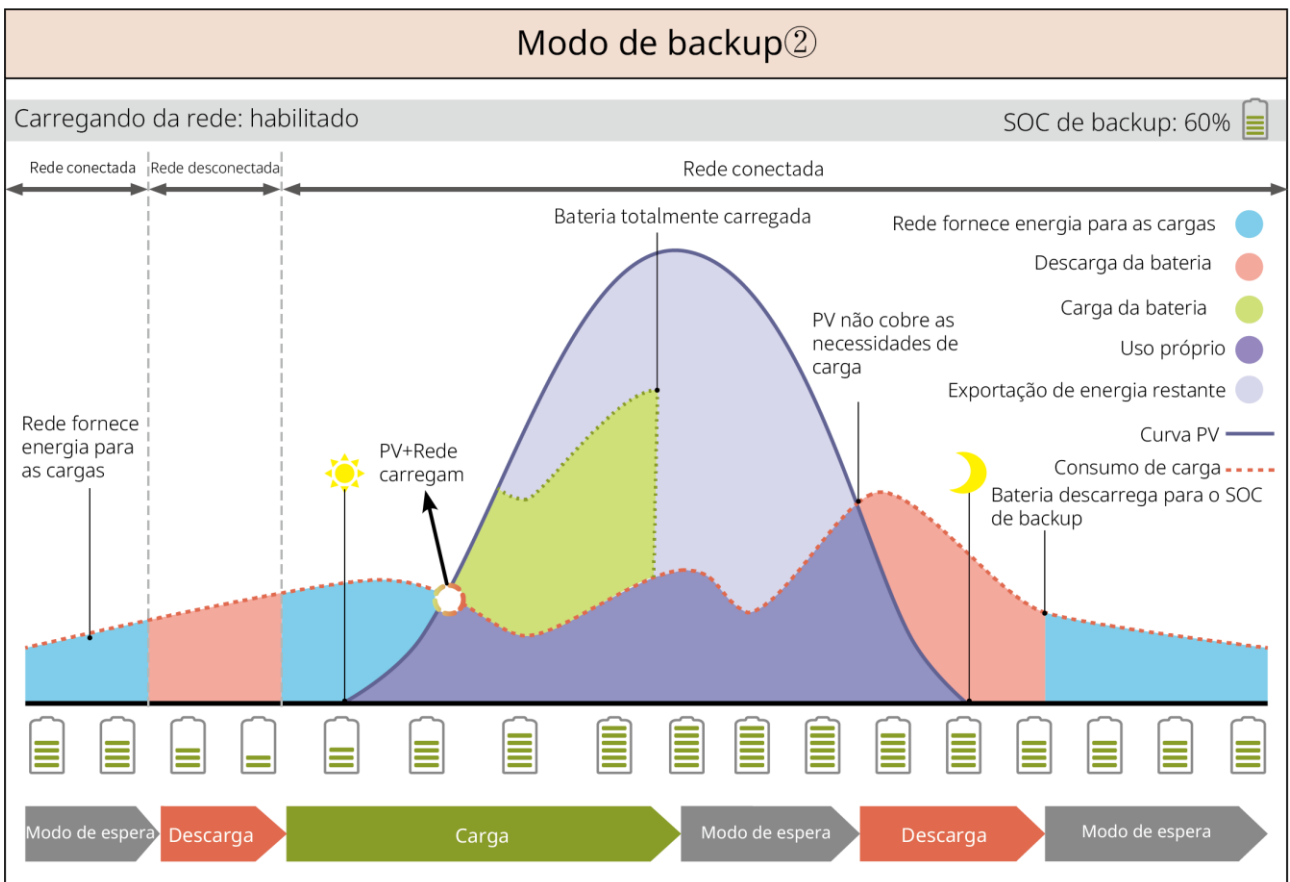 Modo de backup②
Carregando da rede: habilitado
SOC de backup: 60%
Rede conectada
Rede desconectada
Rede conectada
Bateria totalmente carregada
Rede fornece energia para as cargas
Descarga da bateria
Carga da bateria
Uso próprio
Exportação de energia restante
Curva PV
Consumo de carga
PV não cobre as
necessidades de
carga
Rede fornece
energia para
as cargas
PV+Rede
carregam
Bateria descarrega para o SOC
de backup
Modo de espera
Descarga
Carga
Modo de espera
Descarga
Modo de espera